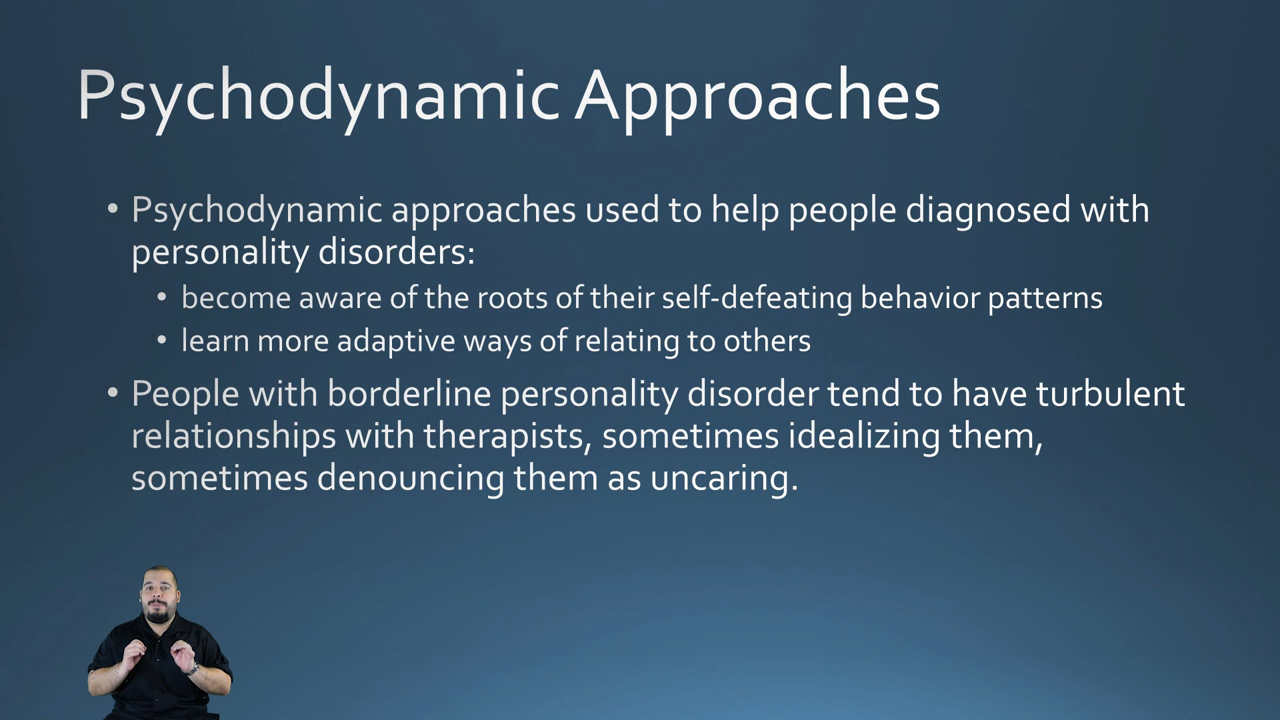 Psychodynamic Approaches
• Psychodynamic approaches used to help people diagnosed with
personality disorders:
• become aware of the roots of their self-defeating behavior patterns
• learn more adaptive ways of relating to others
• People with borderline personality disorder tend to have turbulent
relationships with therapists, sometimes idealizing them,
sometimes denouncing them as uncaring.